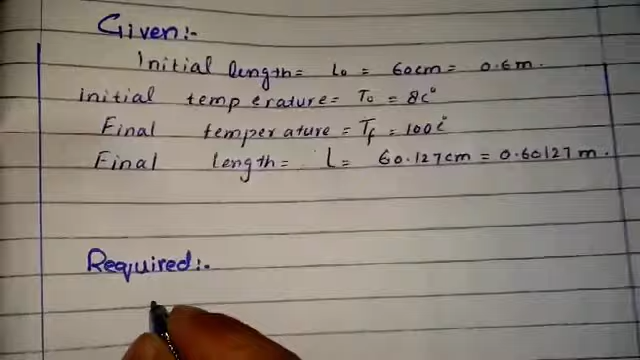 Given:-
Initial length = l₀ = 60cm = 0.6m.
initial temperature = T₀ = 8c°
Final temperature = Tf = 100c°
Final length = l = 60.127cm = 0.60127m.
Required:-